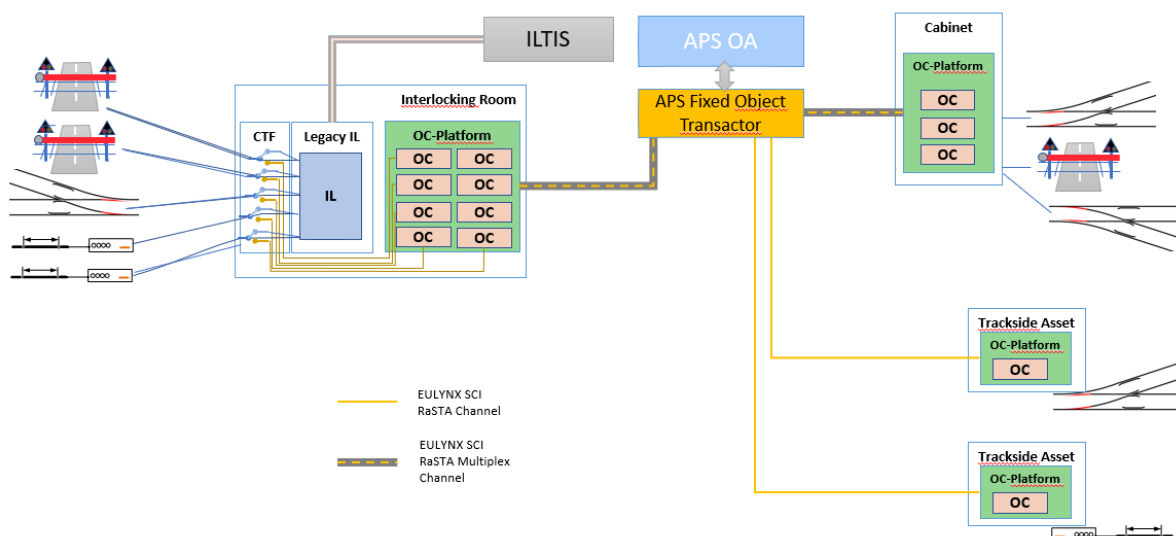 ILTIS
APS OA
Cabinet
OC-Platform
OC
OC
OC
Interlocking Room
APS Fixed Object
Transactor
CTF
Legacy IL
OC-Platform
IL
OC
OC
OC
OC
OC
OC
OC
OC
Trackside Asset
OC-Platform
OC
EULYNX SCI
RaSTA Channel
EULYNX SCI
RaSTA Multiplex
Channel
Trackside Asset
OC-Platform
OC